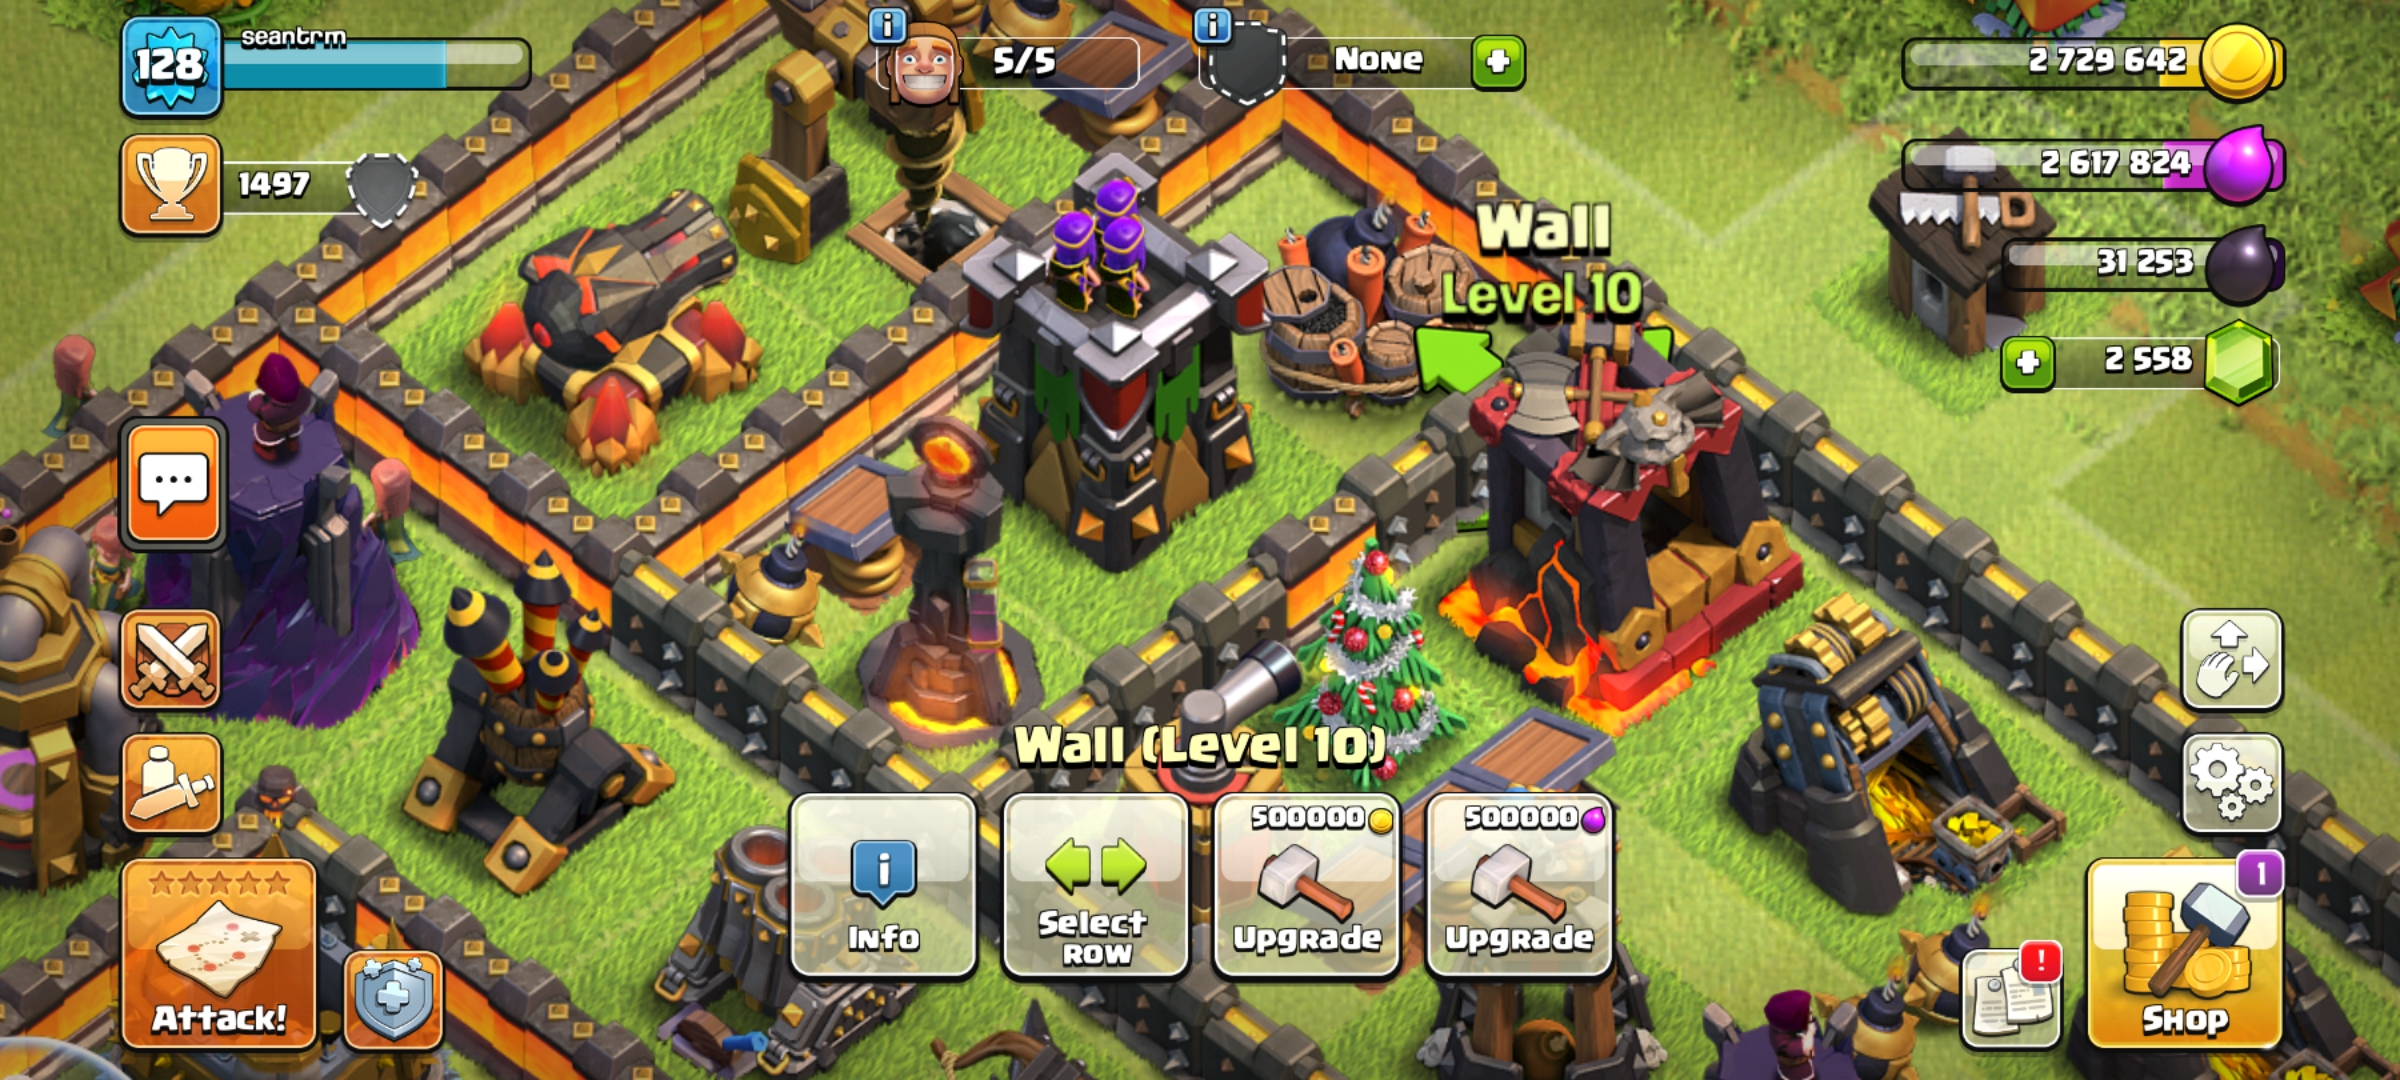 128
seantrm
5/5
None
2 729 642
1497
2 617 824
31 253
2 558
Wall
Level 10
Wall (Level 10)
500000
500000
Info
Select
Row
Upgrade
Upgrade
Attack!
1
!
Shop